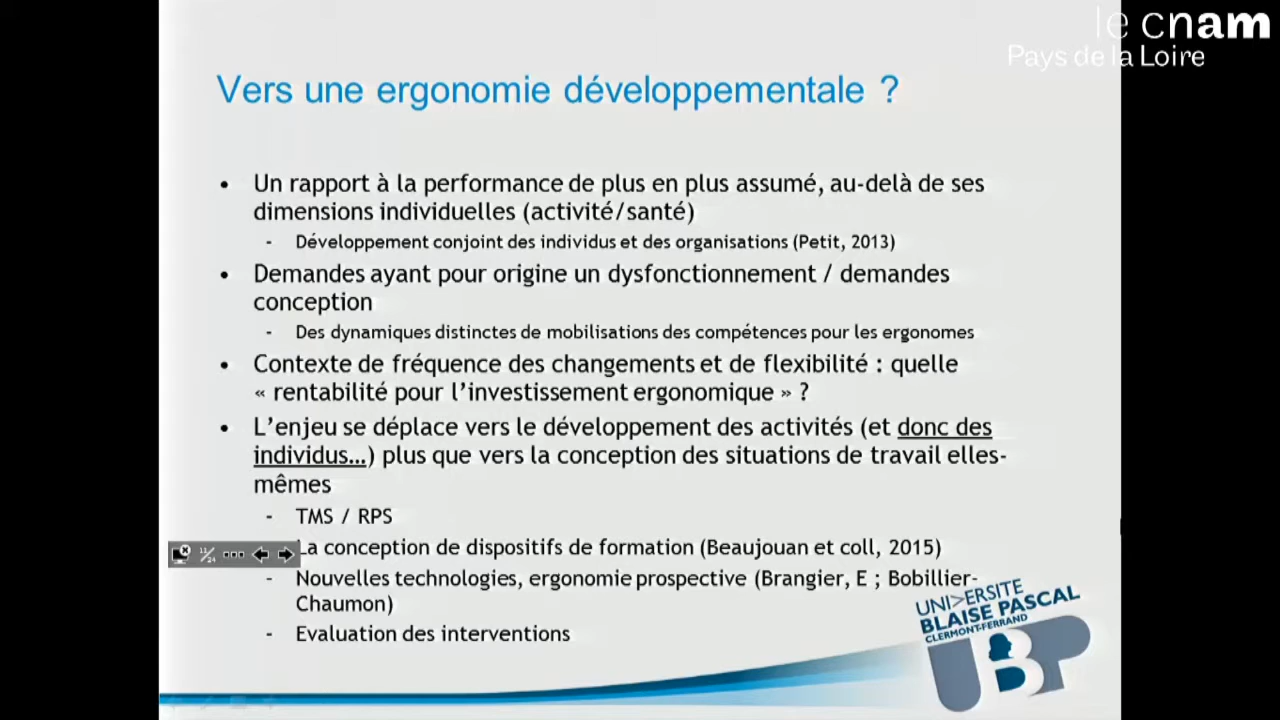 le cnam
Pays de la Loire
Vers une ergonomie développementale ?
• Un rapport à la performance de plus en plus assumé, au-delà de ses
dimensions individuelles (activité/santé)
- Développement conjoint des individus et des organisations (Petit, 2013)
• Demandes ayant pour origine un dysfonctionnement / demandes
conception
- Des dynamiques distinctes de mobilisations des compétences pour les ergonomes
• Contexte de fréquence des changements et de flexibilité : quelle
« rentabilité pour l’investissement ergonomique » ?
• L’enjeu se déplace vers le développement des activités (et donc des
individus…) plus que vers la conception des situations de travail elles-
mêmes
- TMS / RPS
11/24
La conception de dispositifs de formation (Beaujouan et coll, 2015)
- Nouvelles technologies, ergonomie prospective (Brangier, E ; Bobillier-
Chaumon)
- Evaluation des interventions
UNI>ERSITE
BLAISE PASCAL
CLERMONT-FERRAND
UBP